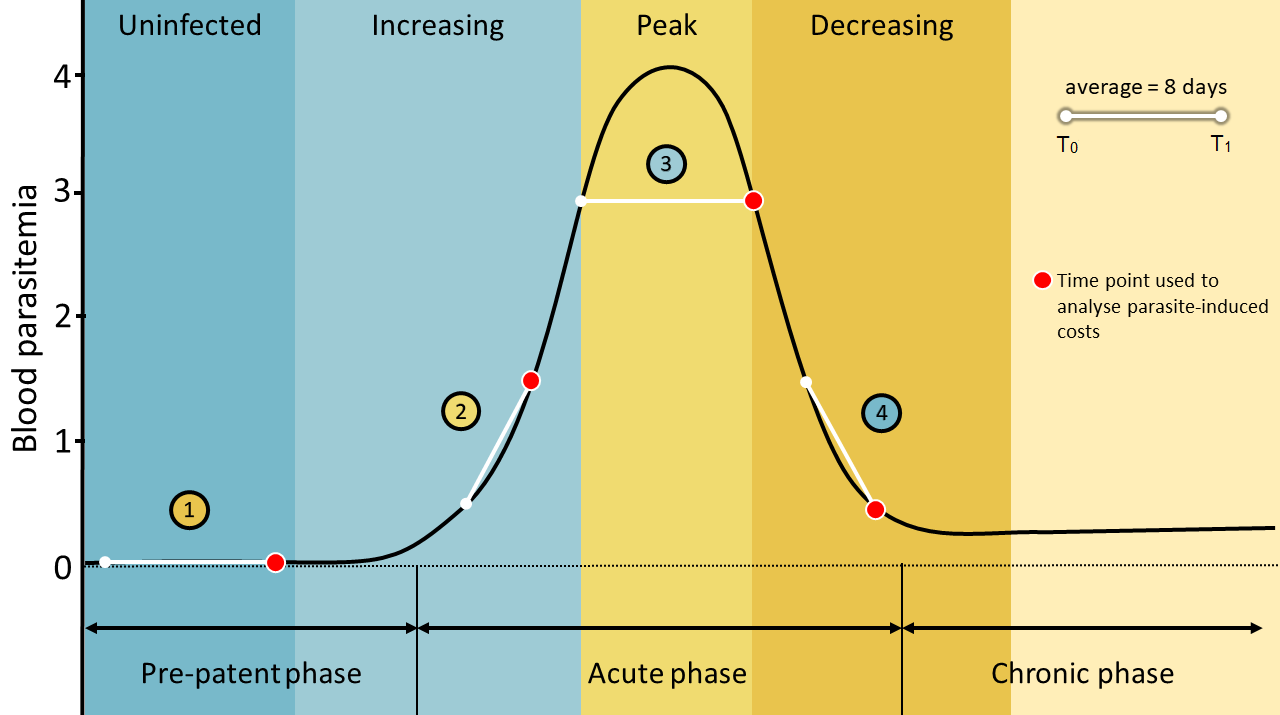 Uninfected
Increasing
Peak
Decreasing
average = 8 days
T0
T1
Time point used to
analyse parasite-induced
costs
Blood parasitemia
4
3
2
1
0
1
2
3
4
Pre-patent phase
Acute phase
Chronic phase